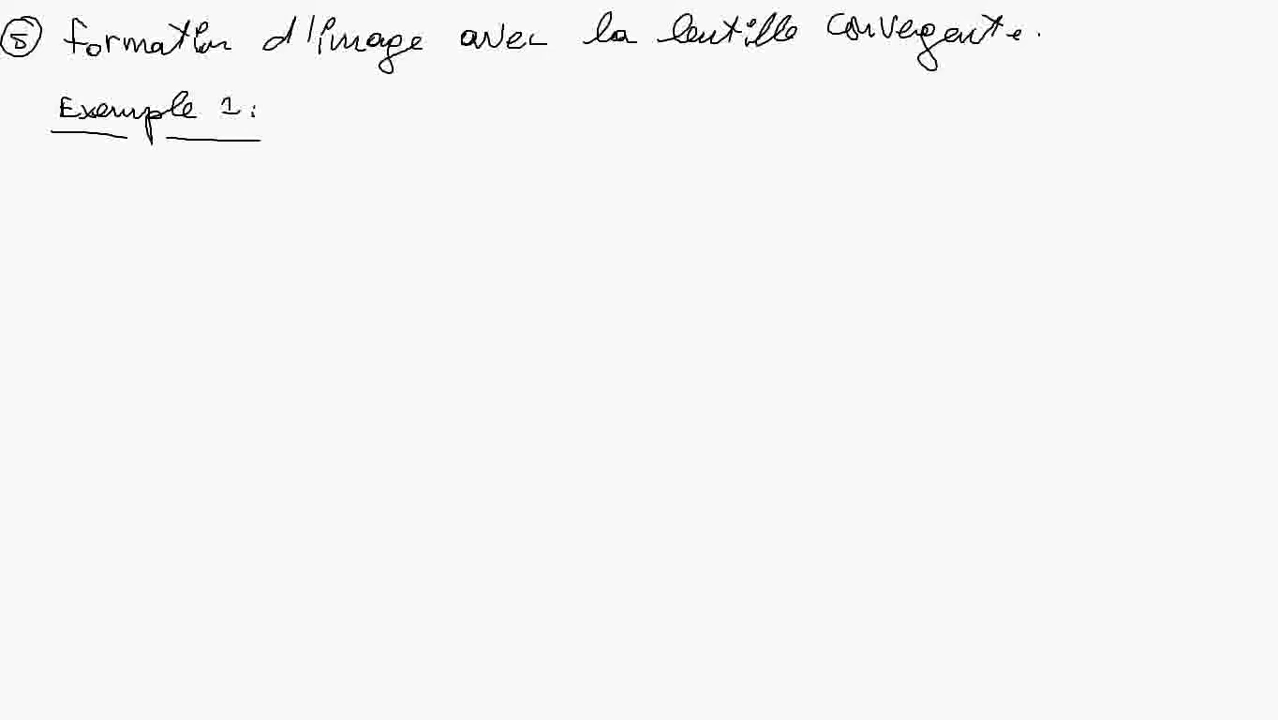 ⑤ formation d'image avec la lentille convergente.
Exemple 1: